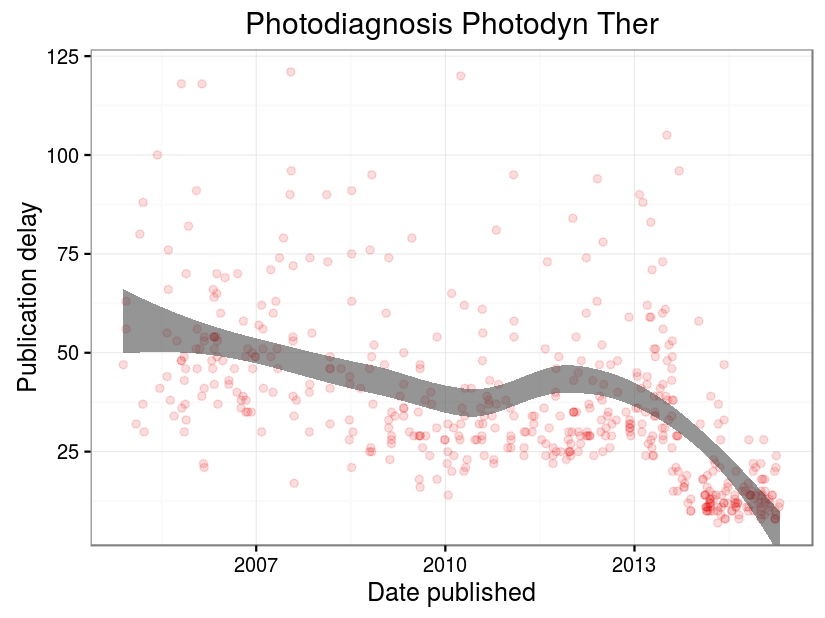 Photodiagnosis Photodyn Ther
125
100
75
50
25
Publication delay
2007 2010 2013
Date published